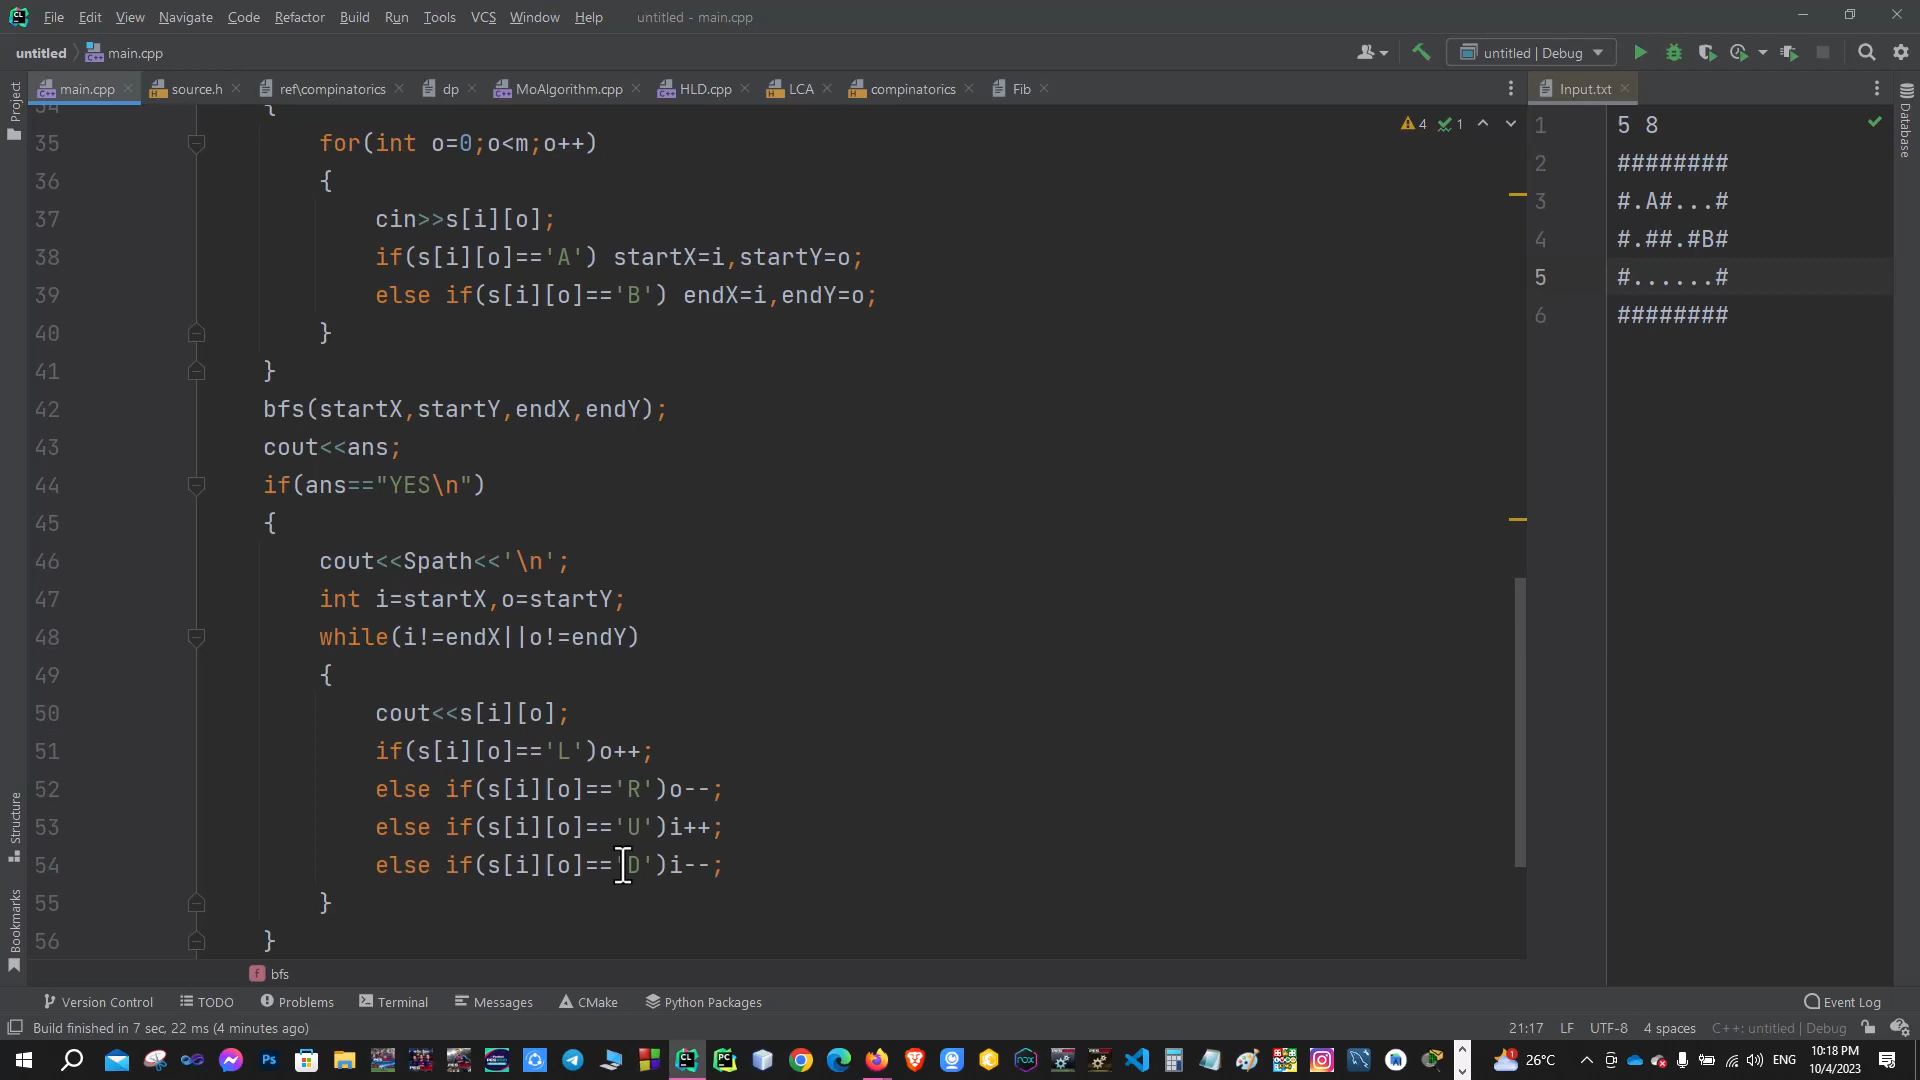 File Edit View Navigate Code Refactor Build Run Tools VCS Window Help untitled - main.cpp
untitled main.cpp untitled | Debug
main.cpp source.h ref\compinatorics dp MoAlgorithm.cpp HLD.cpp LCA compinatorics Fib Input.txt
Project
Structure
Bookmarks
Database
34 {
35 for(int o=0;o<m;o++)
36 {
37 cin>>s[i][o];
38 if(s[i][o]=='A') startX=i,startY=o;
39 else if(s[i][o]=='B') endX=i,endY=o;
40 }
41 }
42 bfs(startX,startY,endX,endY);
43 cout<<ans;
44 if(ans=="YES\n")
45 {
46 cout<<Spath<<'\n';
47 int i=startX,o=startY;
48 while(i!=endX||o!=endY)
49 {
50 cout<<s[i][o];
51 if(s[i][o]=='L')o++;
52 else if(s[i][o]=='R')o--;
53 else if(s[i][o]=='U')i++;
54 else if(s[i][o]=='D')i--;
55 }
56 }
4 1
1 5 8
2 ########
3 #.A#...#
4 #.##.#B#
5 #......#
6 ########
f bfs
Version Control TODO Problems Terminal Messages CMake Python Packages Event Log
Build finished in 7 sec, 22 ms (4 minutes ago) 21:17 LF UTF-8 4 spaces C++: untitled | Debug
26°C ENG 10:18 PM
10/4/2023